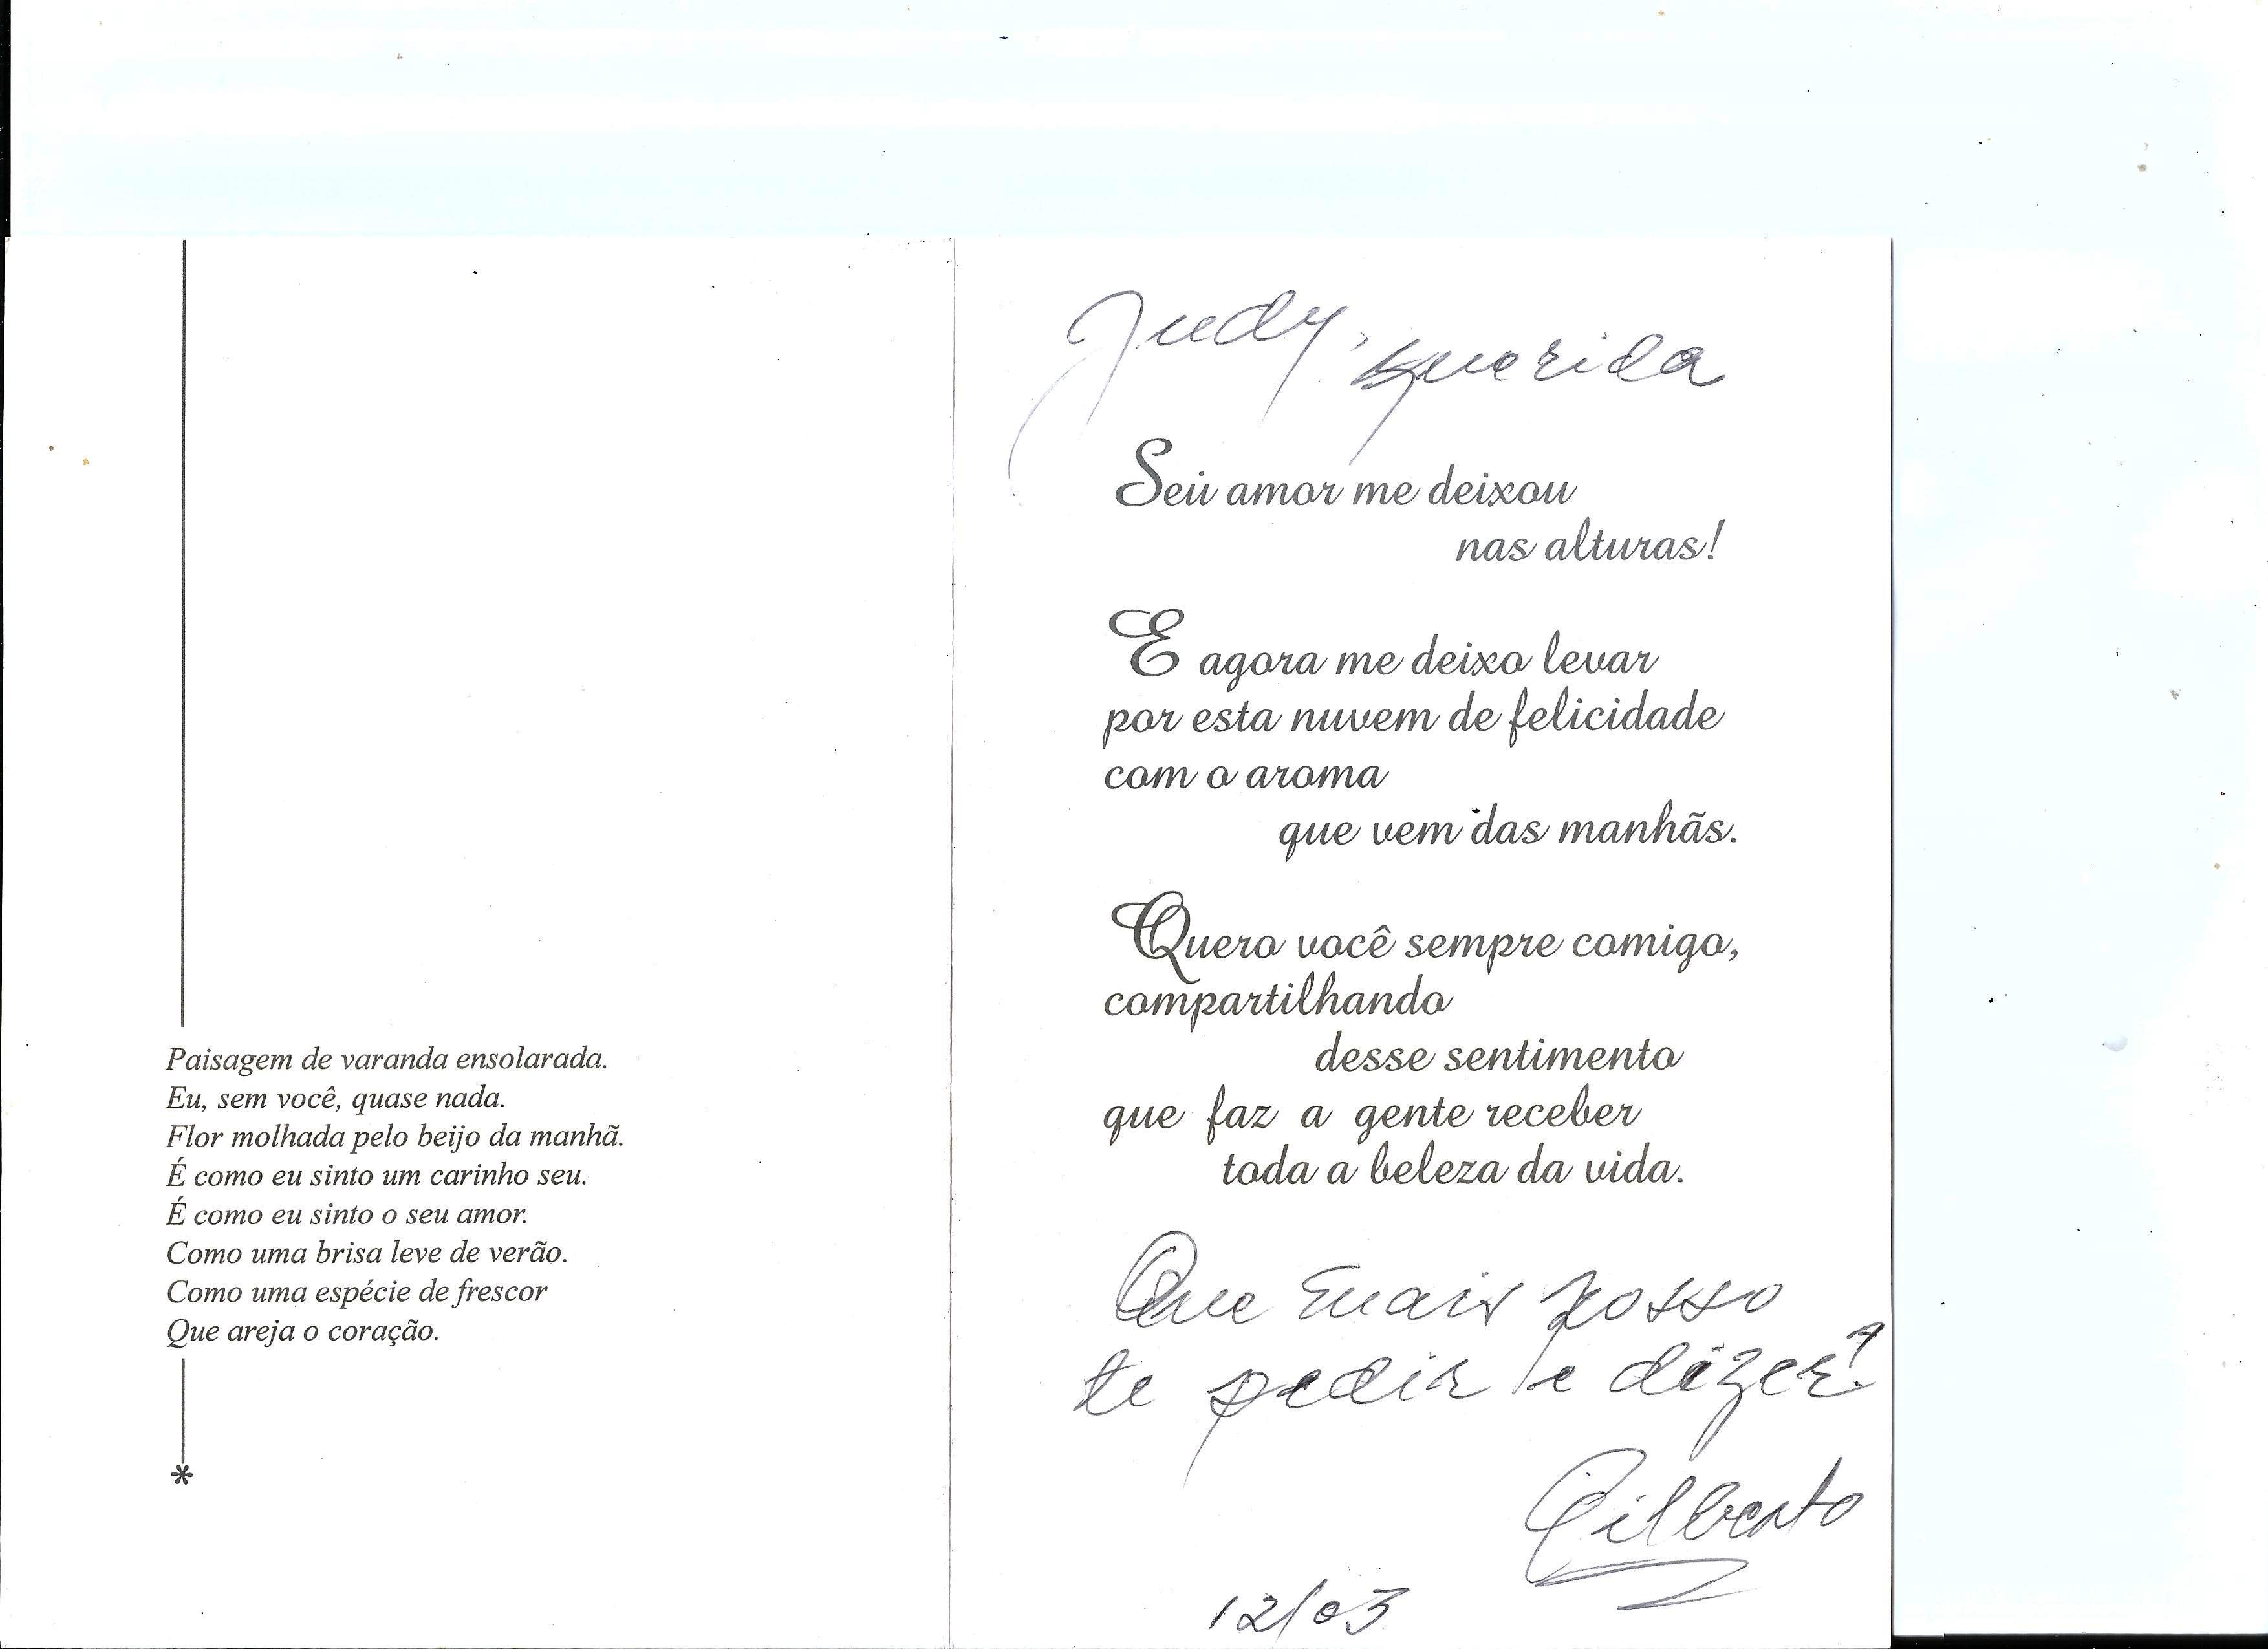 Paisagem de varanda ensolarada.
Eu, sem você, quase nada.
Flor molhada pelo beijo da manhã.
É como eu sinto um carinho seu.
É como eu sinto o seu amor.
Como uma brisa leve de verão.
Como uma espécie de frescor
Que areja o coração.
*
Judy, querida
Seu amor me deixou
nas alturas!
E agora me deixo levar
por esta nuvem de felicidade
com o aroma
que vem das manhãs.
Quero você sempre comigo,
compartilhando
desse sentimento
que faz a gente receber
toda a beleza da vida.
Que mais posso
te pedir e dizer?
Gilberto
12/03